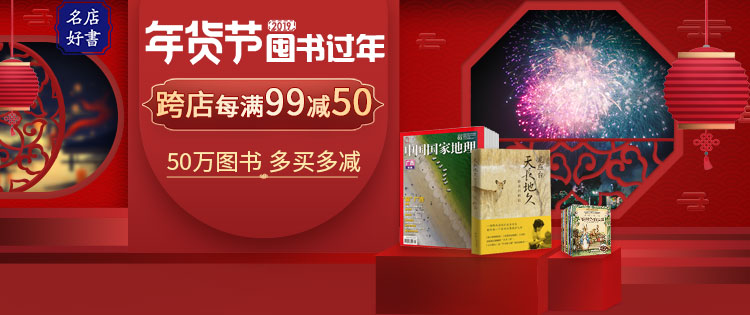 名店
好書
2019
年货节 囤书过年
跨店每满99减50
50万图书 多买多减
中国国家地理
天长地久